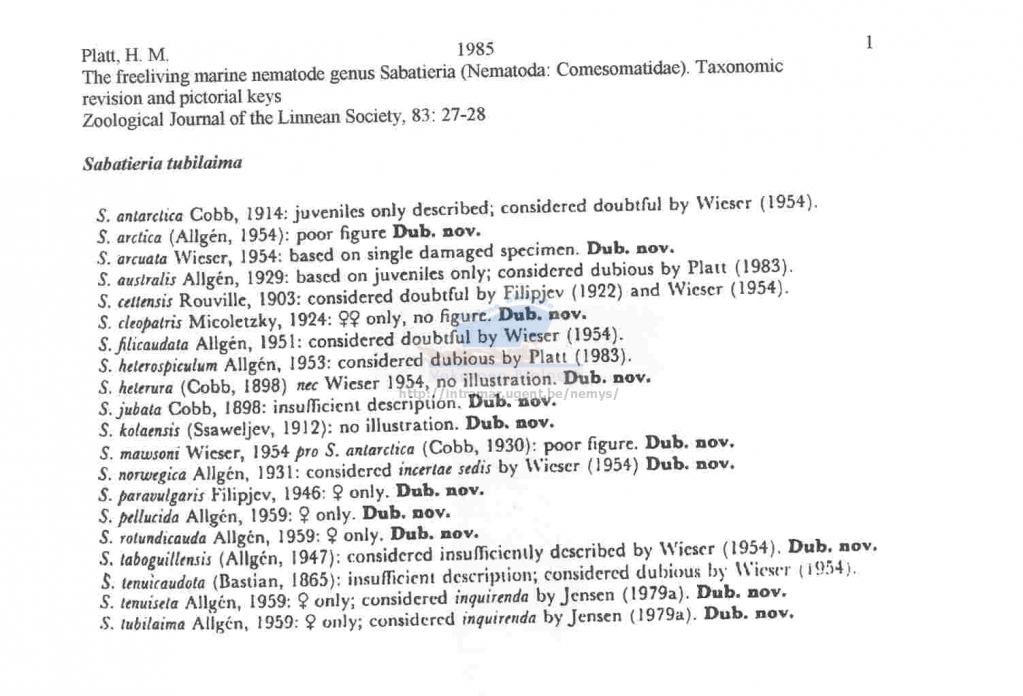 Platt, H. M. 1985 1
The freeliving marine nematode genus Sabatieria (Nematoda: Comesomatidae). Taxonomic
revision and pictorial keys
Zoological Journal of the Linnean Society, 83: 27-28
Sabatieria tubilaima
S. antarctica Cobb, 1914: juveniles only described; considered doubtful by Wieser (1954).
S. arctica (Allgén, 1954): poor figure Dub. nov.
S. arcuata Wieser, 1954: based on single damaged specimen. Dub. nov.
S. australis Allgén, 1929: based on juveniles only; considered dubious by Platt (1983).
S. cettensis Rouville, 1903: considered doubtful by Filipjev (1922) and Wieser (1954).
S. cleopatris Micoletzky, 1924: ♀♀ only, no figure. Dub. nov.
S. filicaudata Allgén, 1951: considered doubtful by Wieser (1954).
S. heterospiculum Allgén, 1953: considered dubious by Platt (1983).
S. heterura (Cobb, 1898) nec Wieser 1954, no illustration. Dub. nov.
http://intramar.ugent.be/nemys/
S. jubata Cobb, 1898: insufficient description. Dub. nov.
S. kolaensis (Ssaweljev, 1912): no illustration. Dub. nov.
S. mawsoni Wieser, 1954 pro S. antarctica (Cobb, 1930): poor figure. Dub. nov.
S. norwegica Allgén, 1931: considered incertae sedis by Wieser (1954) Dub. nov.
S. paravulgaris Filipjev, 1946: ♀ only. Dub. nov.
S. pellucida Allgén, 1959: ♀ only. Dub. nov.
S. rotundicauda Allgén, 1959: ♀ only. Dub. nov.
S. taboguillensis (Allgén, 1947): considered insufficiently described by Wieser (1954). Dub. nov.
S. tenuicaudota (Bastian, 1865): insufficient description; considered dubious by Wieser (1954).
S. tenuiseta Allgén, 1959: ♀ only; considered inquirenda by Jensen (1979a). Dub. nov.
S. tubilaima Allgén, 1959: ♀ only; considered inquirenda by Jensen (1979a). Dub. nov.